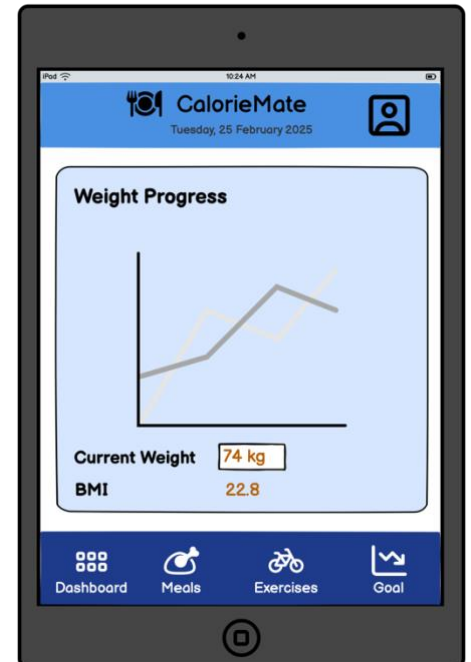 iPod 10:24 AM
CalorieMate
Tuesday, 25 February 2025
Weight Progress
Current Weight 74 kg
BMI 22.8
Dashboard Meals Exercises Goal